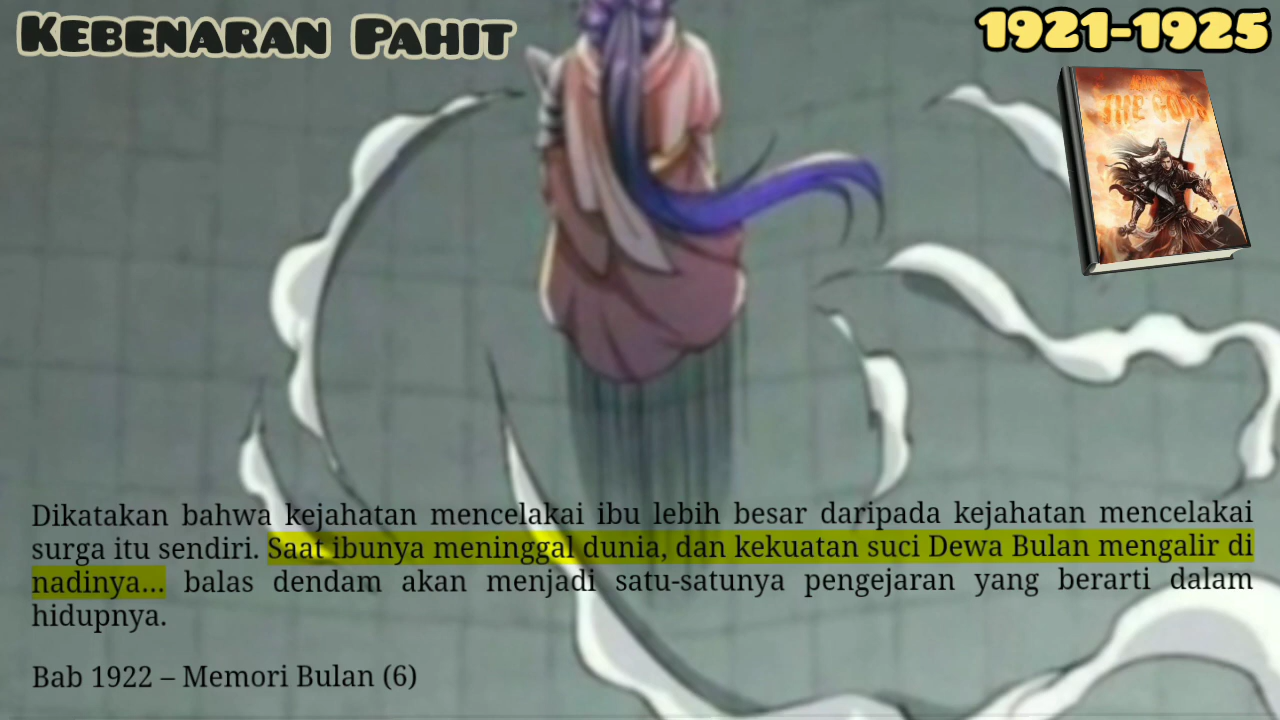 KEBENARAN PAHIT
1921-1925
THE GODS
Dikatakan bahwa kejahatan mencelakai ibu lebih besar daripada kejahatan mencelakai
surga itu sendiri. Saat ibunya meninggal dunia, dan kekuatan suci Dewa Bulan mengalir di
nadinya... balas dendam akan menjadi satu-satunya pengejaran yang berarti dalam
hidupnya.
Bab 1922 – Memori Bulan (6)